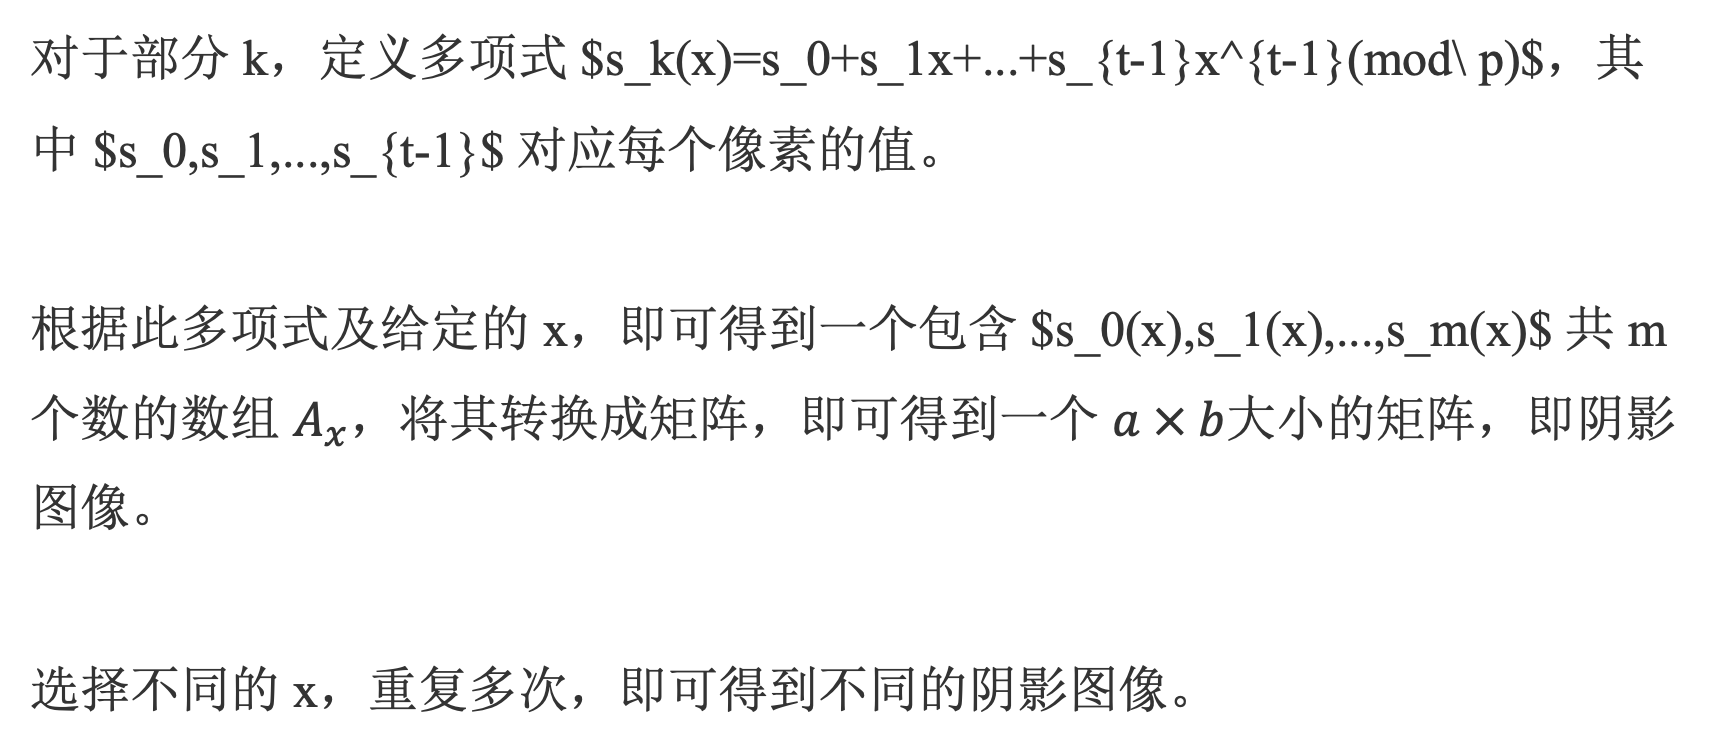 对于部分 k，定义多项式 $s_k(x)=s_0+s_1x+...+s_{t-1}x^{t-1}(mod\ p)$，其
中 $s_0,s_1,...,s_{t-1}$ 对应每个像素的值。
根据此多项式及给定的 x，即可得到一个包含 $s_0(x),s_1(x),...,s_m(x)$ 共 m
个数的数组 𝐴ₓ，将其转换成矩阵，即可得到一个 𝑎 × 𝑏大小的矩阵，即阴影
图像。
选择不同的 x，重复多次，即可得到不同的阴影图像。